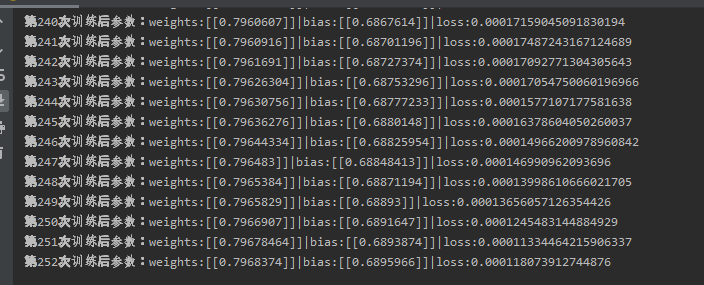 第240次训练后参数：weights:[[0.7960607]]|bias:[[0.6867614]]|loss:0.00017159045091830194
第241次训练后参数：weights:[[0.7960916]]|bias:[[0.68701196]]|loss:0.00017487243167124689
第242次训练后参数：weights:[[0.7961691]]|bias:[[0.68727374]]|loss:0.00017092771304305643
第243次训练后参数：weights:[[0.79626304]]|bias:[[0.68753296]]|loss:0.00017054750060196966
第244次训练后参数：weights:[[0.79630756]]|bias:[[0.68777233]]|loss:0.0001577107177581638
第245次训练后参数：weights:[[0.79636276]]|bias:[[0.6880148]]|loss:0.00016378604050260037
第246次训练后参数：weights:[[0.79644334]]|bias:[[0.68825954]]|loss:0.00014966200978960842
第247次训练后参数：weights:[[0.796483]]|bias:[[0.68848413]]|loss:0.000146990962093696
第248次训练后参数：weights:[[0.7965384]]|bias:[[0.68871194]]|loss:0.00013998610666021705
第249次训练后参数：weights:[[0.7965829]]|bias:[[0.68893]]|loss:0.00013656057126354426
第250次训练后参数：weights:[[0.7966907]]|bias:[[0.6891647]]|loss:0.0001245483144884929
第251次训练后参数：weights:[[0.79678464]]|bias:[[0.6893874]]|loss:0.00011334464215906337
第252次训练后参数：weights:[[0.7968374]]|bias:[[0.6895966]]|loss:0.000118073912744876